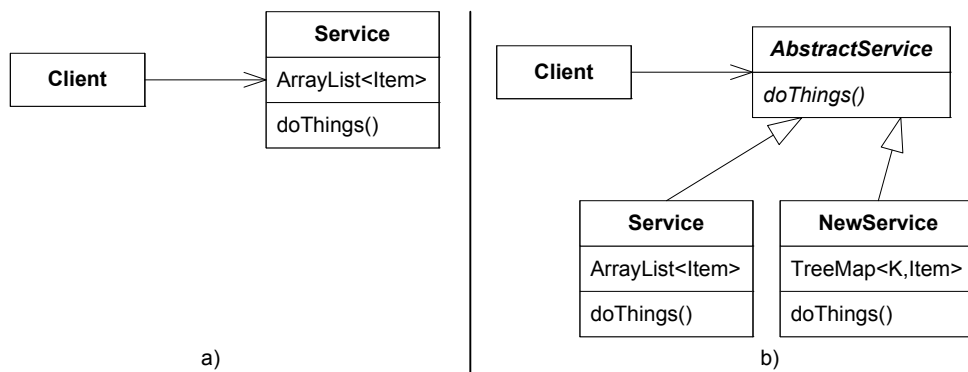 Client
Service
ArrayList<Item>
doThings()
a)
Client
AbstractService
doThings()
Service
ArrayList<Item>
doThings()
NewService
TreeMap<K,Item>
doThings()
b)